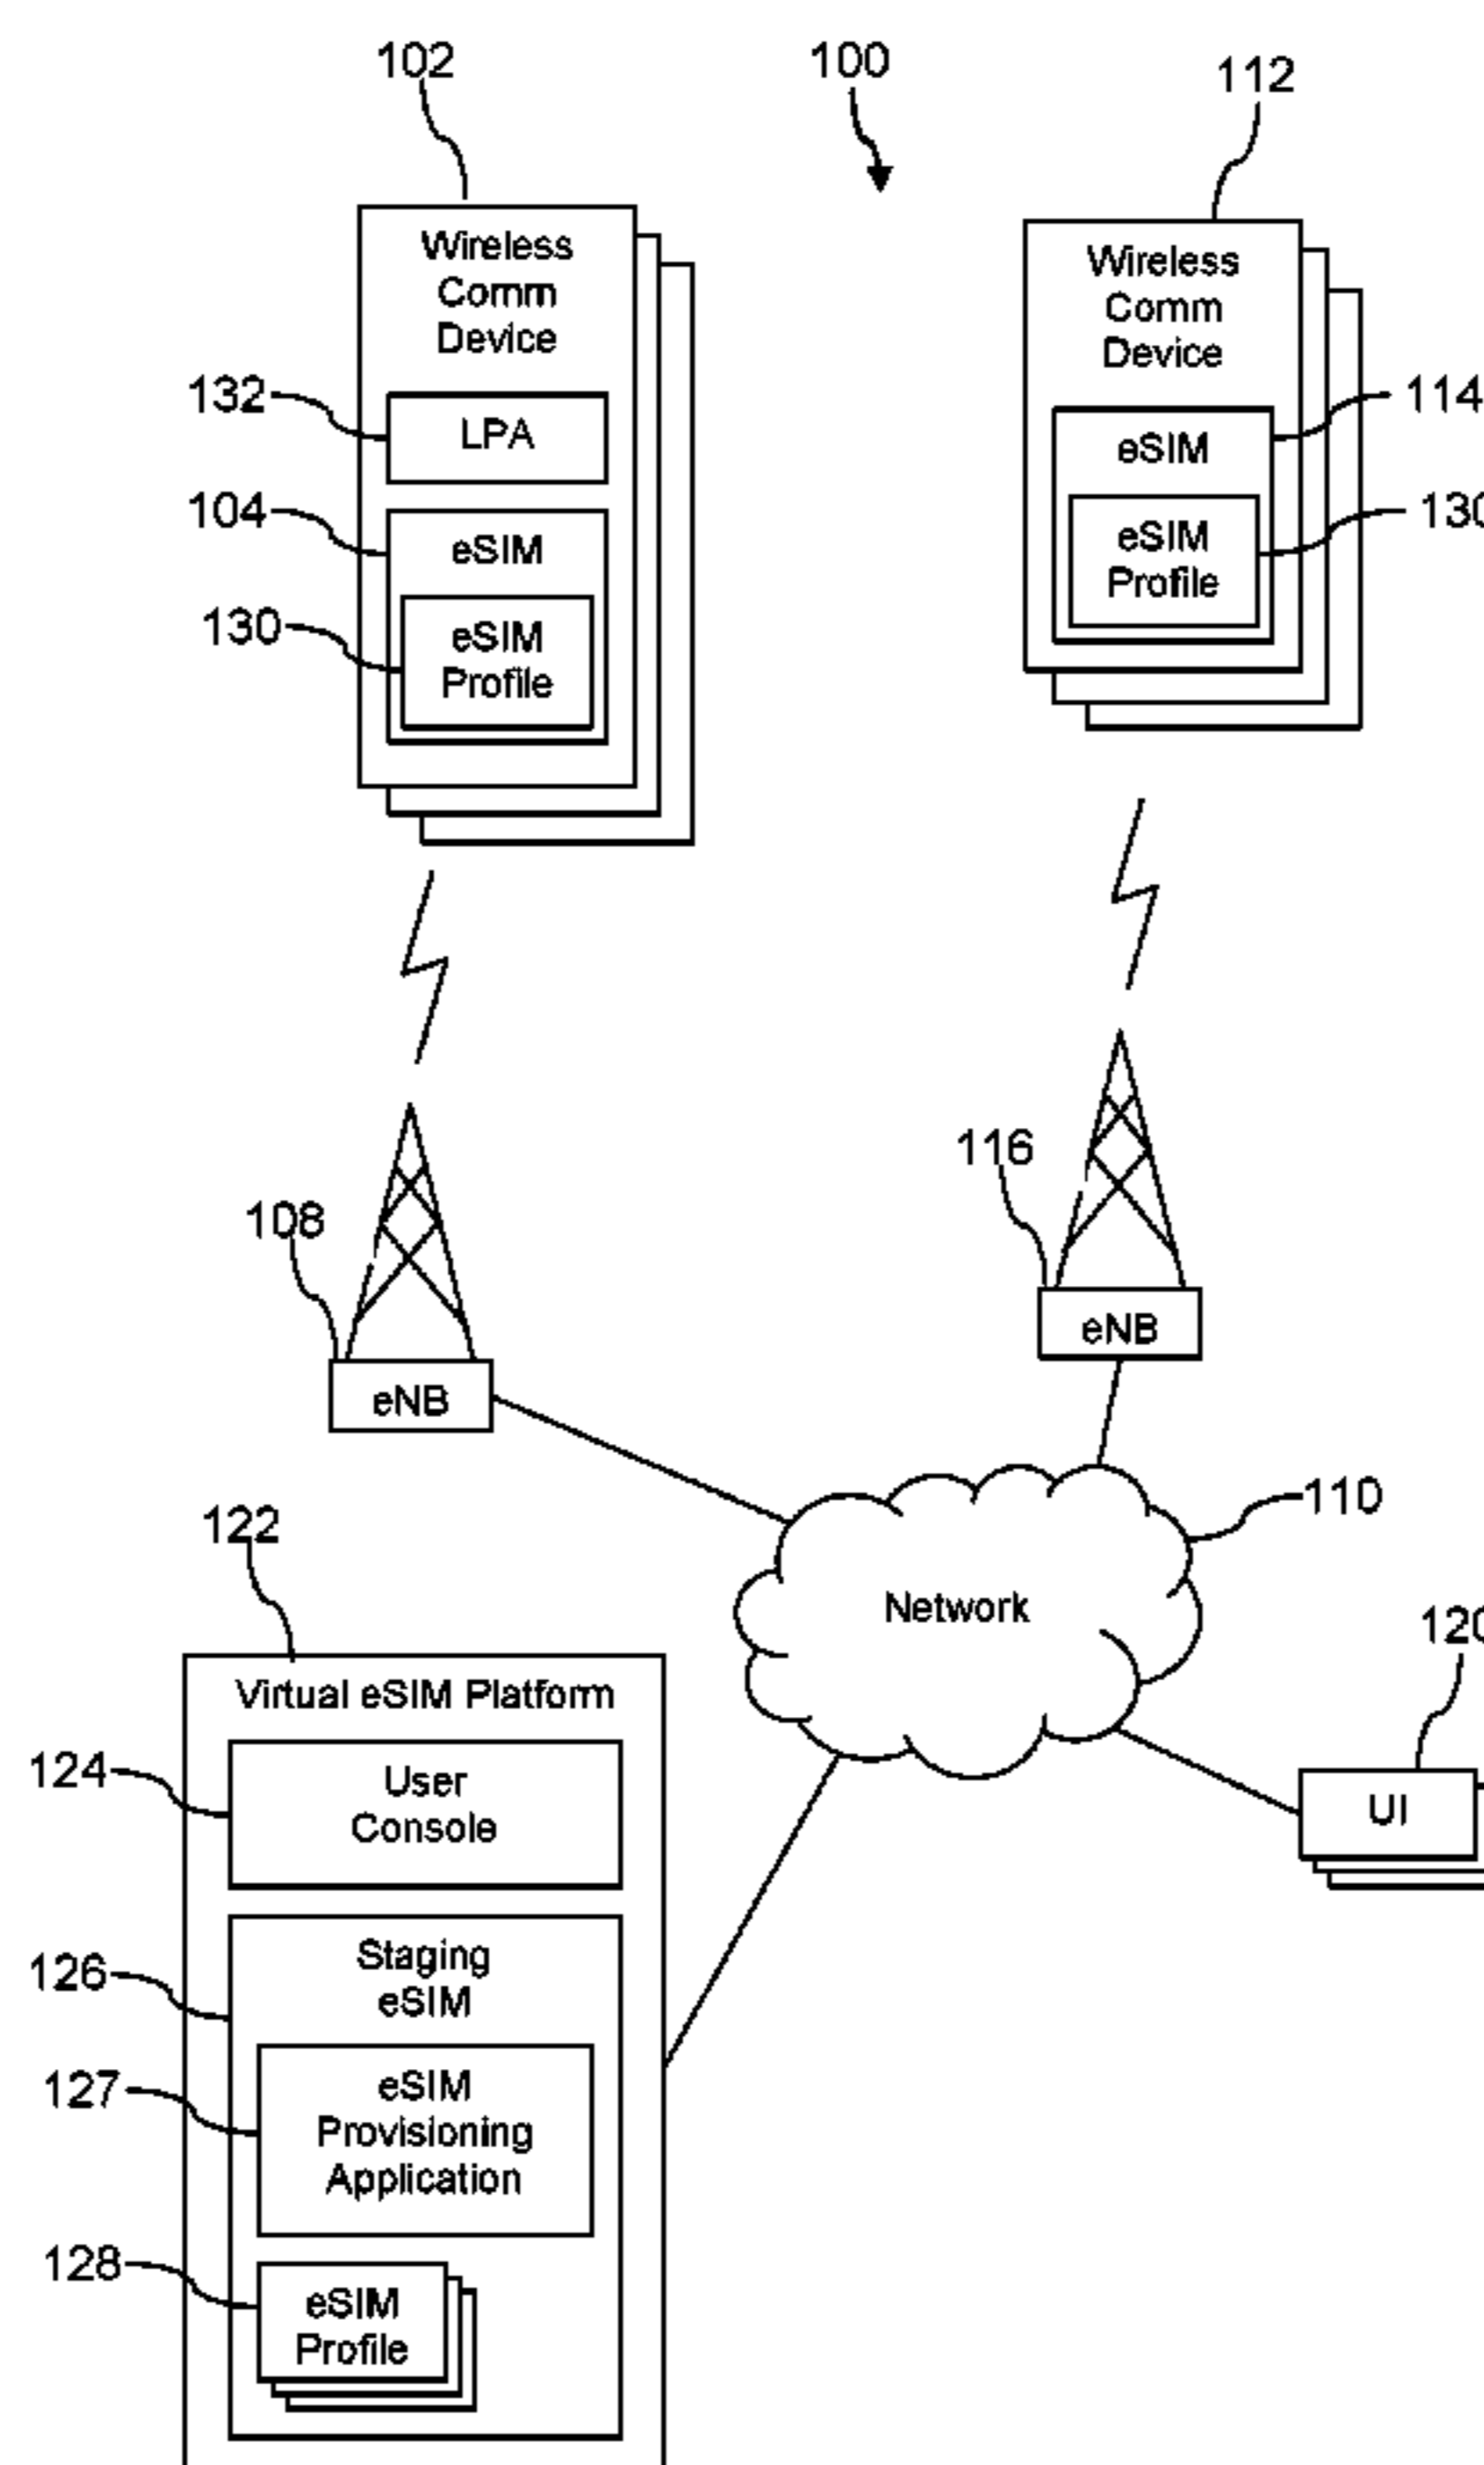 102
100
112
Wireless
Comm
Device
132
LPA
104
eSIM
130
eSIM
Profile
Wireless
Comm
Device
114
eSIM
130
eSIM
Profile
108
eNB
116
eNB
110
Network
122
Virtual eSIM Platform
124
User
Console
126
Staging
eSIM
127
eSIM
Provisioning
Application
128
eSIM
Profile
120
UI